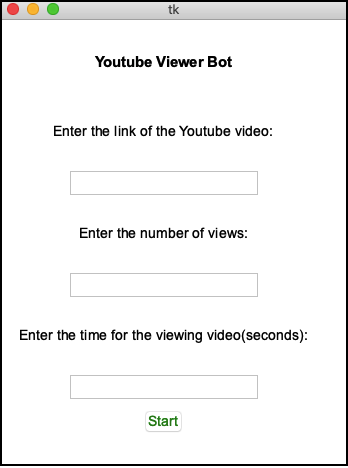 tk
Youtube Viewer Bot
Enter the link of the Youtube video:
Enter the number of views:
Enter the time for the viewing video(seconds):
Start